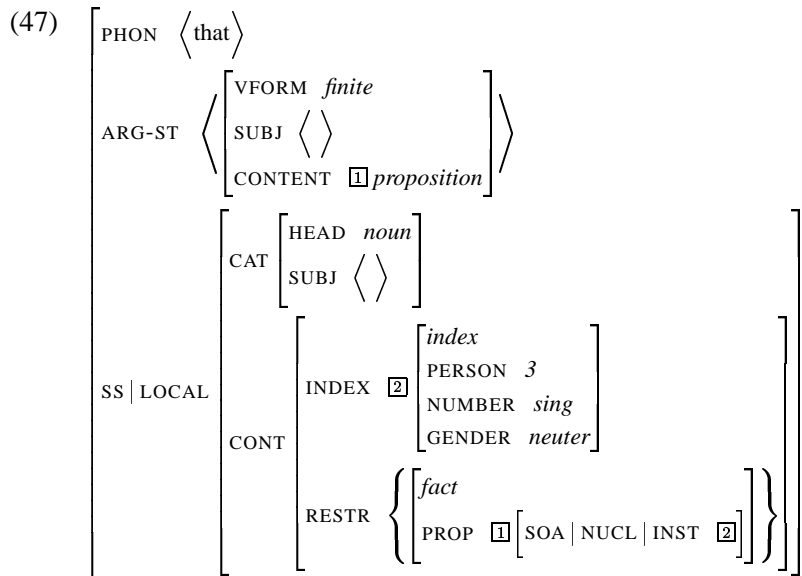 (47)
PHON ⟨that⟩
VFORM finite
ARG-ST ⟨ SUBJ ⟨ ⟩ ⟩
CONTENT 1 proposition
HEAD noun
CAT
SUBJ ⟨ ⟩
index
PERSON 3
SS | LOCAL INDEX 2
NUMBER sing
GENDER neuter
CONT
fact
RESTR
PROP 1 [SOA | NUCL | INST 2]